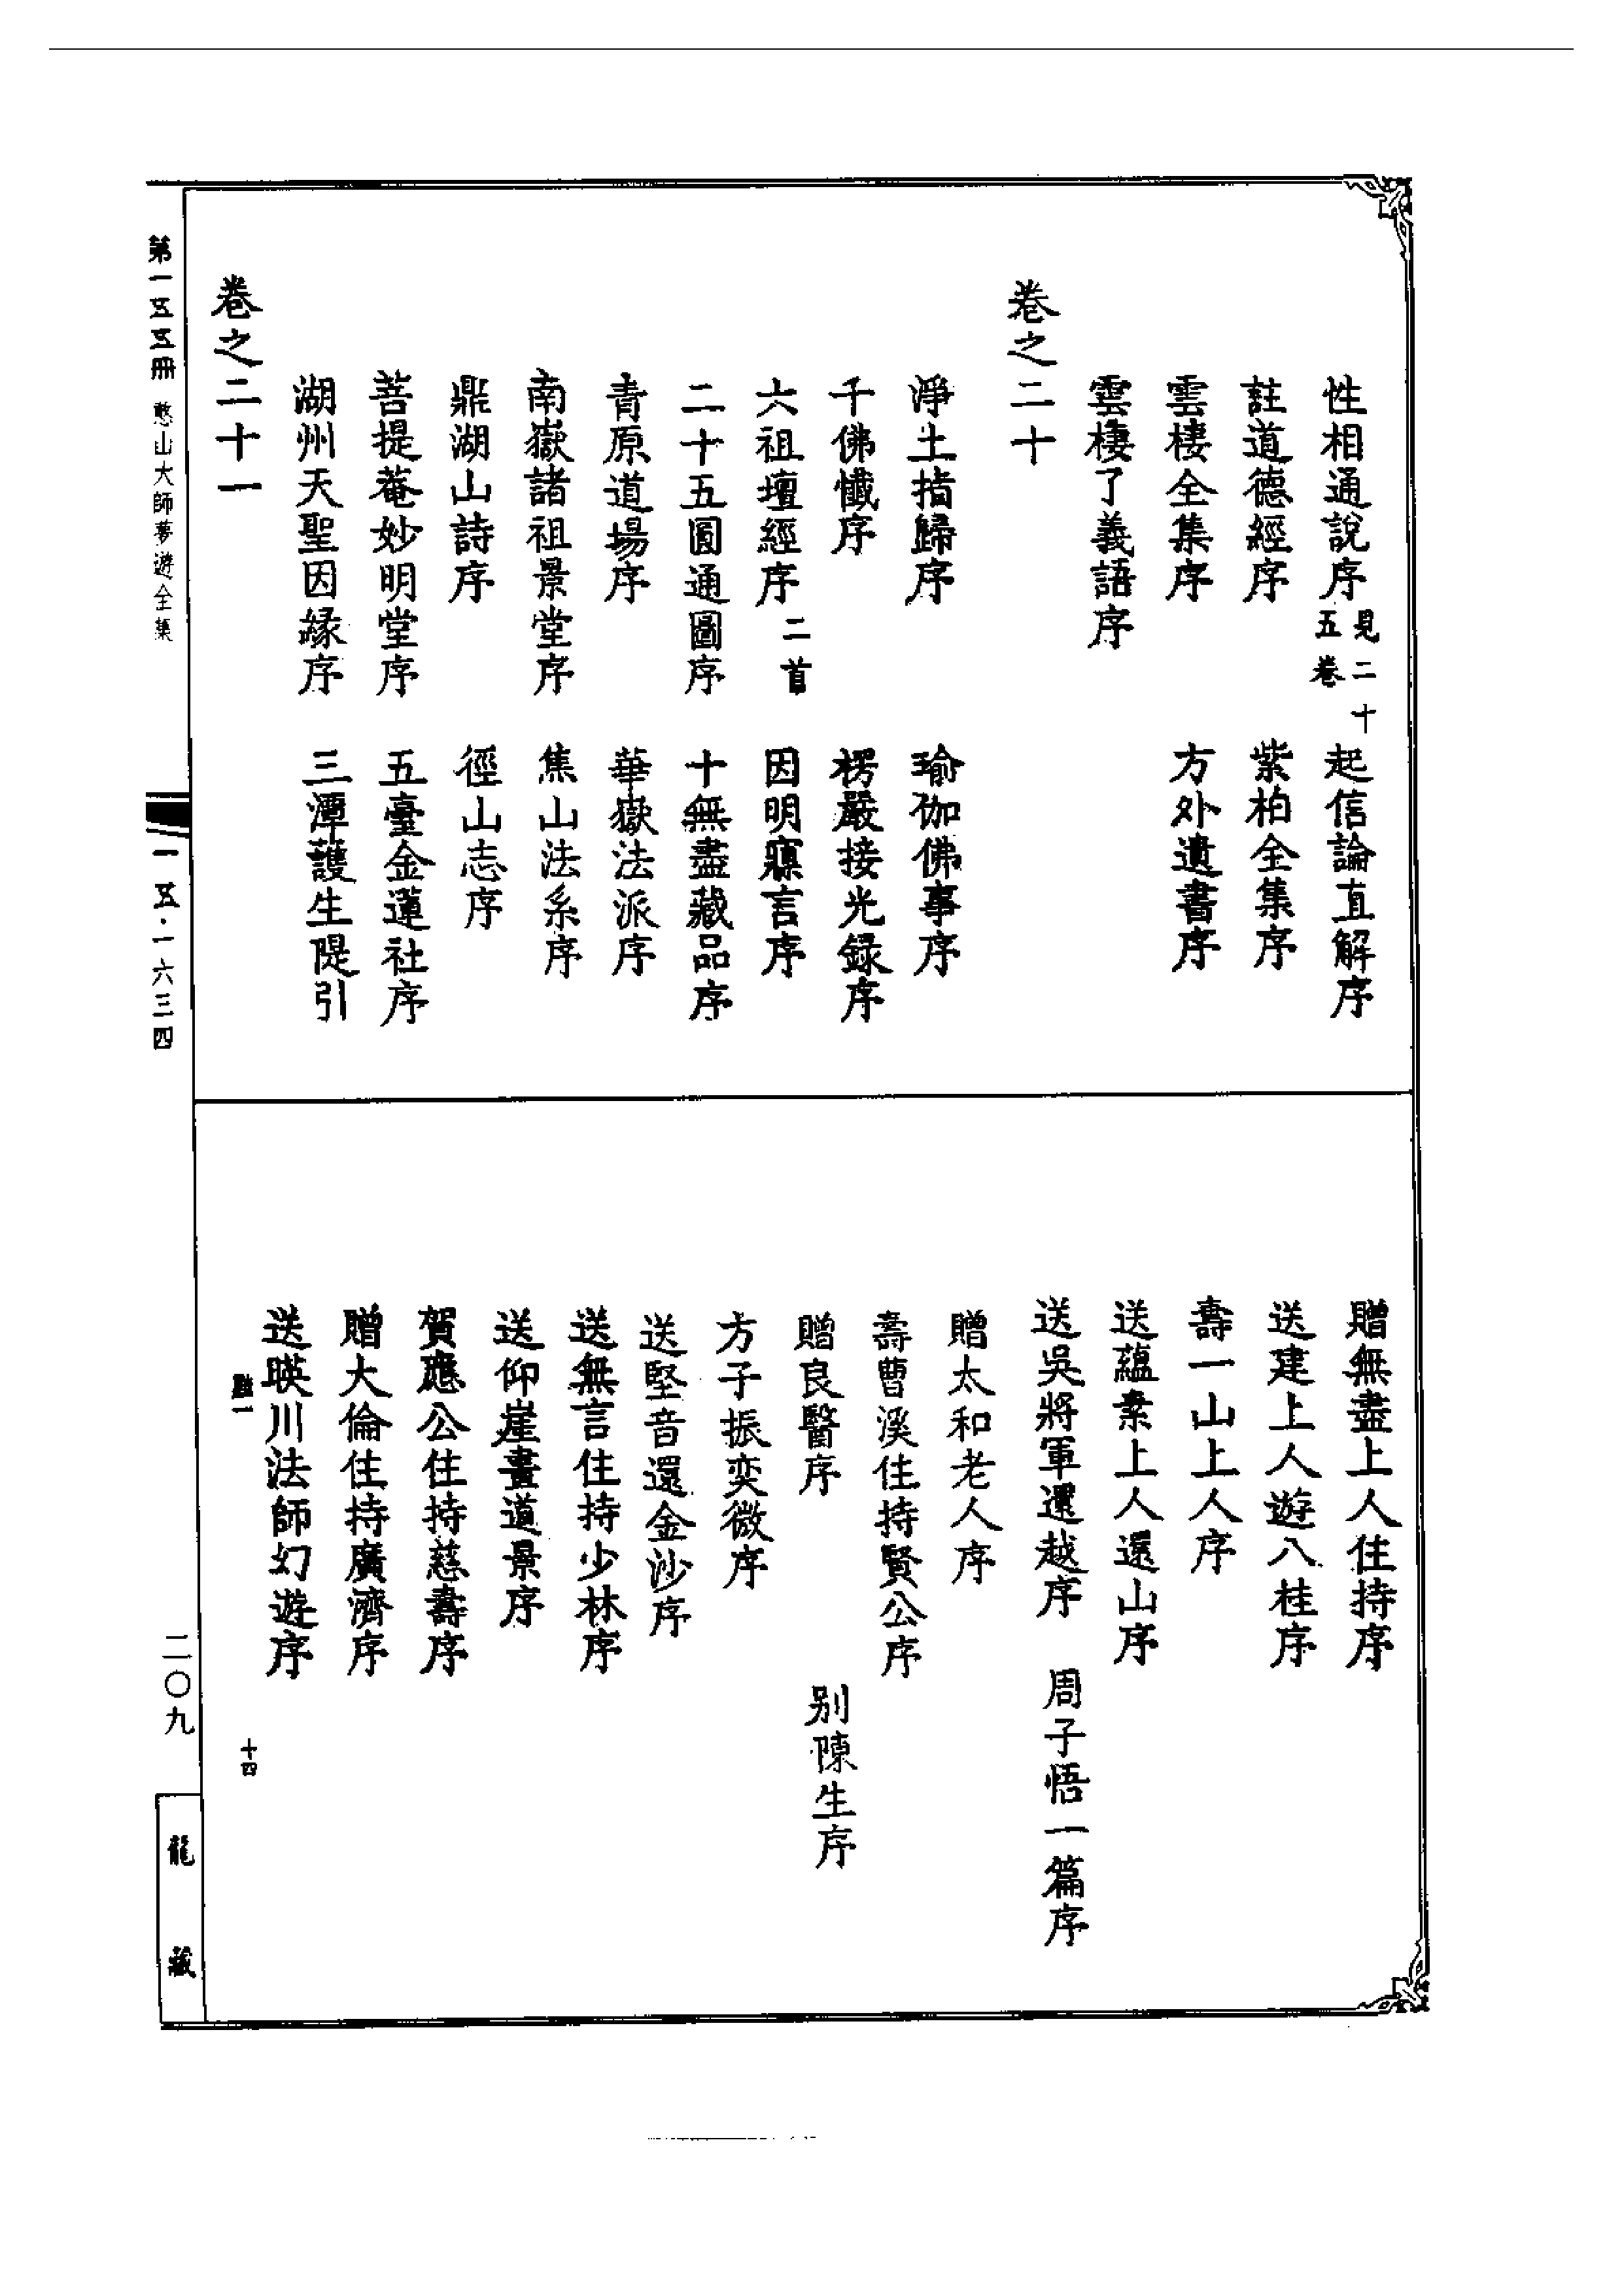 性相通說序 見二十五卷 起信論直解序
註道德經序 紫柏全集序
雲棲全集序 方外遺書序
雲棲了義語序
卷之二十
淨土指歸序 瑜伽佛事序
千佛懺序 楞嚴接光録序
六祖壇經序 二首 因明㝱言序
二十五圓通圖序 十無盡藏品序
青原道場序 華嶽法派序
南嶽諸祖景堂序 焦山法系序
鼎湖山詩序 徑山志序
菩提菴妙明堂序 五臺金蓮社序
湖州天聖因緣序 三潭護生隄引
卷之二十一
贈無盡上人住持序
送建上人遊八桂序
壽一山上人序
送蘊素上人還山序
送吳將軍還越序 周子悟一篇序
贈太和老人序
壽曹溪住持賢公序
贈良醫序 别陳生序
方子振奕微序
送堅音還金沙序
送無言住持少林序
送仰崖畫道景序
賀應公住持慈壽序
贈大倫住持廣濟序
送暎川法師幻遊序
十四
第一五五冊 憨山大師夢遊全集 一五·一六三四
二〇九
龍藏